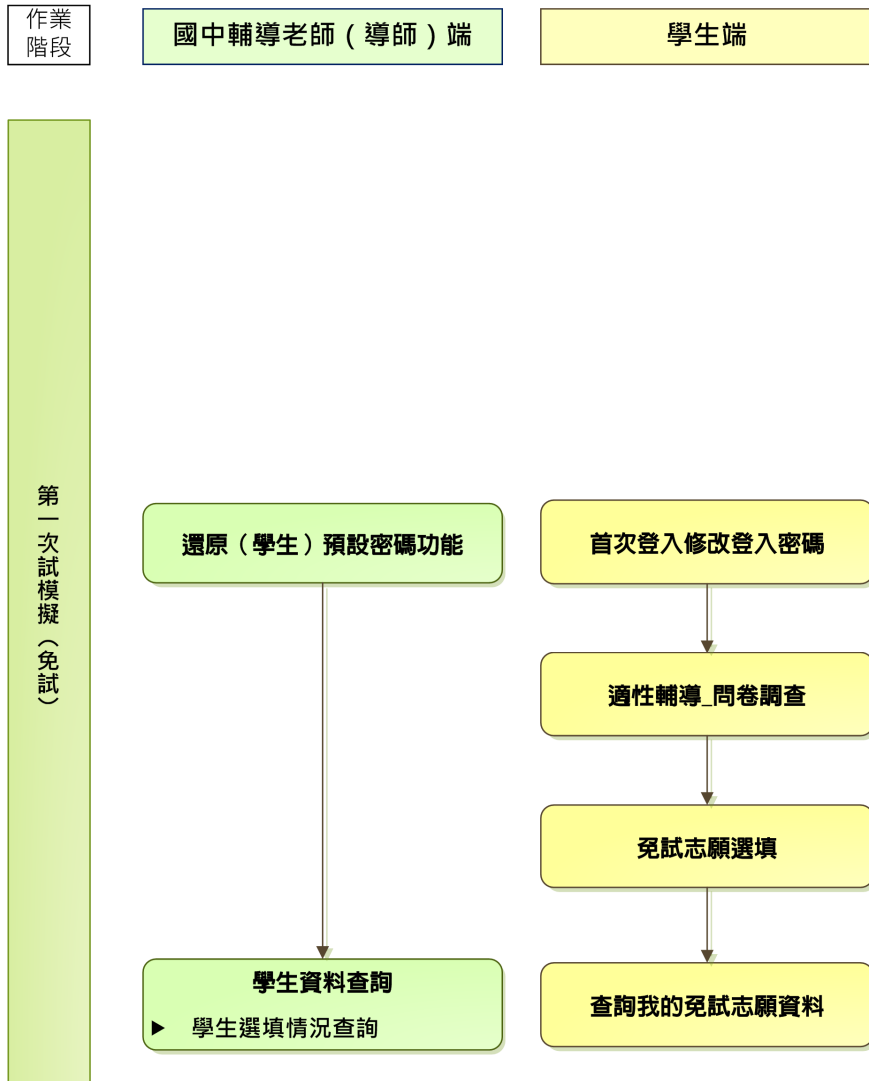 作業
階段
國中輔導老師（導師）端
學生端
第一次試模擬（免試）
還原（學生）預設密碼功能
首次登入修改登入密碼
適性輔導_問卷調查
免試志願選填
學生資料查詢
▶ 學生選填情況查詢
查詢我的免試志願資料